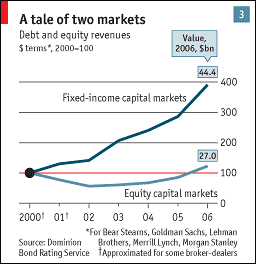 3
A tale of two markets
Debt and equity revenues
$ terms*, 2000=100
Value,
2006, $bn
44.4
400
Fixed-income capital markets
300
200
27.0
100
Equity capital markets
0
2000† 01† 02 03 04 05 06
*For Bear Stearns, Goldman Sachs, Lehman
Source: Dominion Brothers, Merrill Lynch, Morgan Stanley
Bond Rating Service †Approximated for some broker-dealers